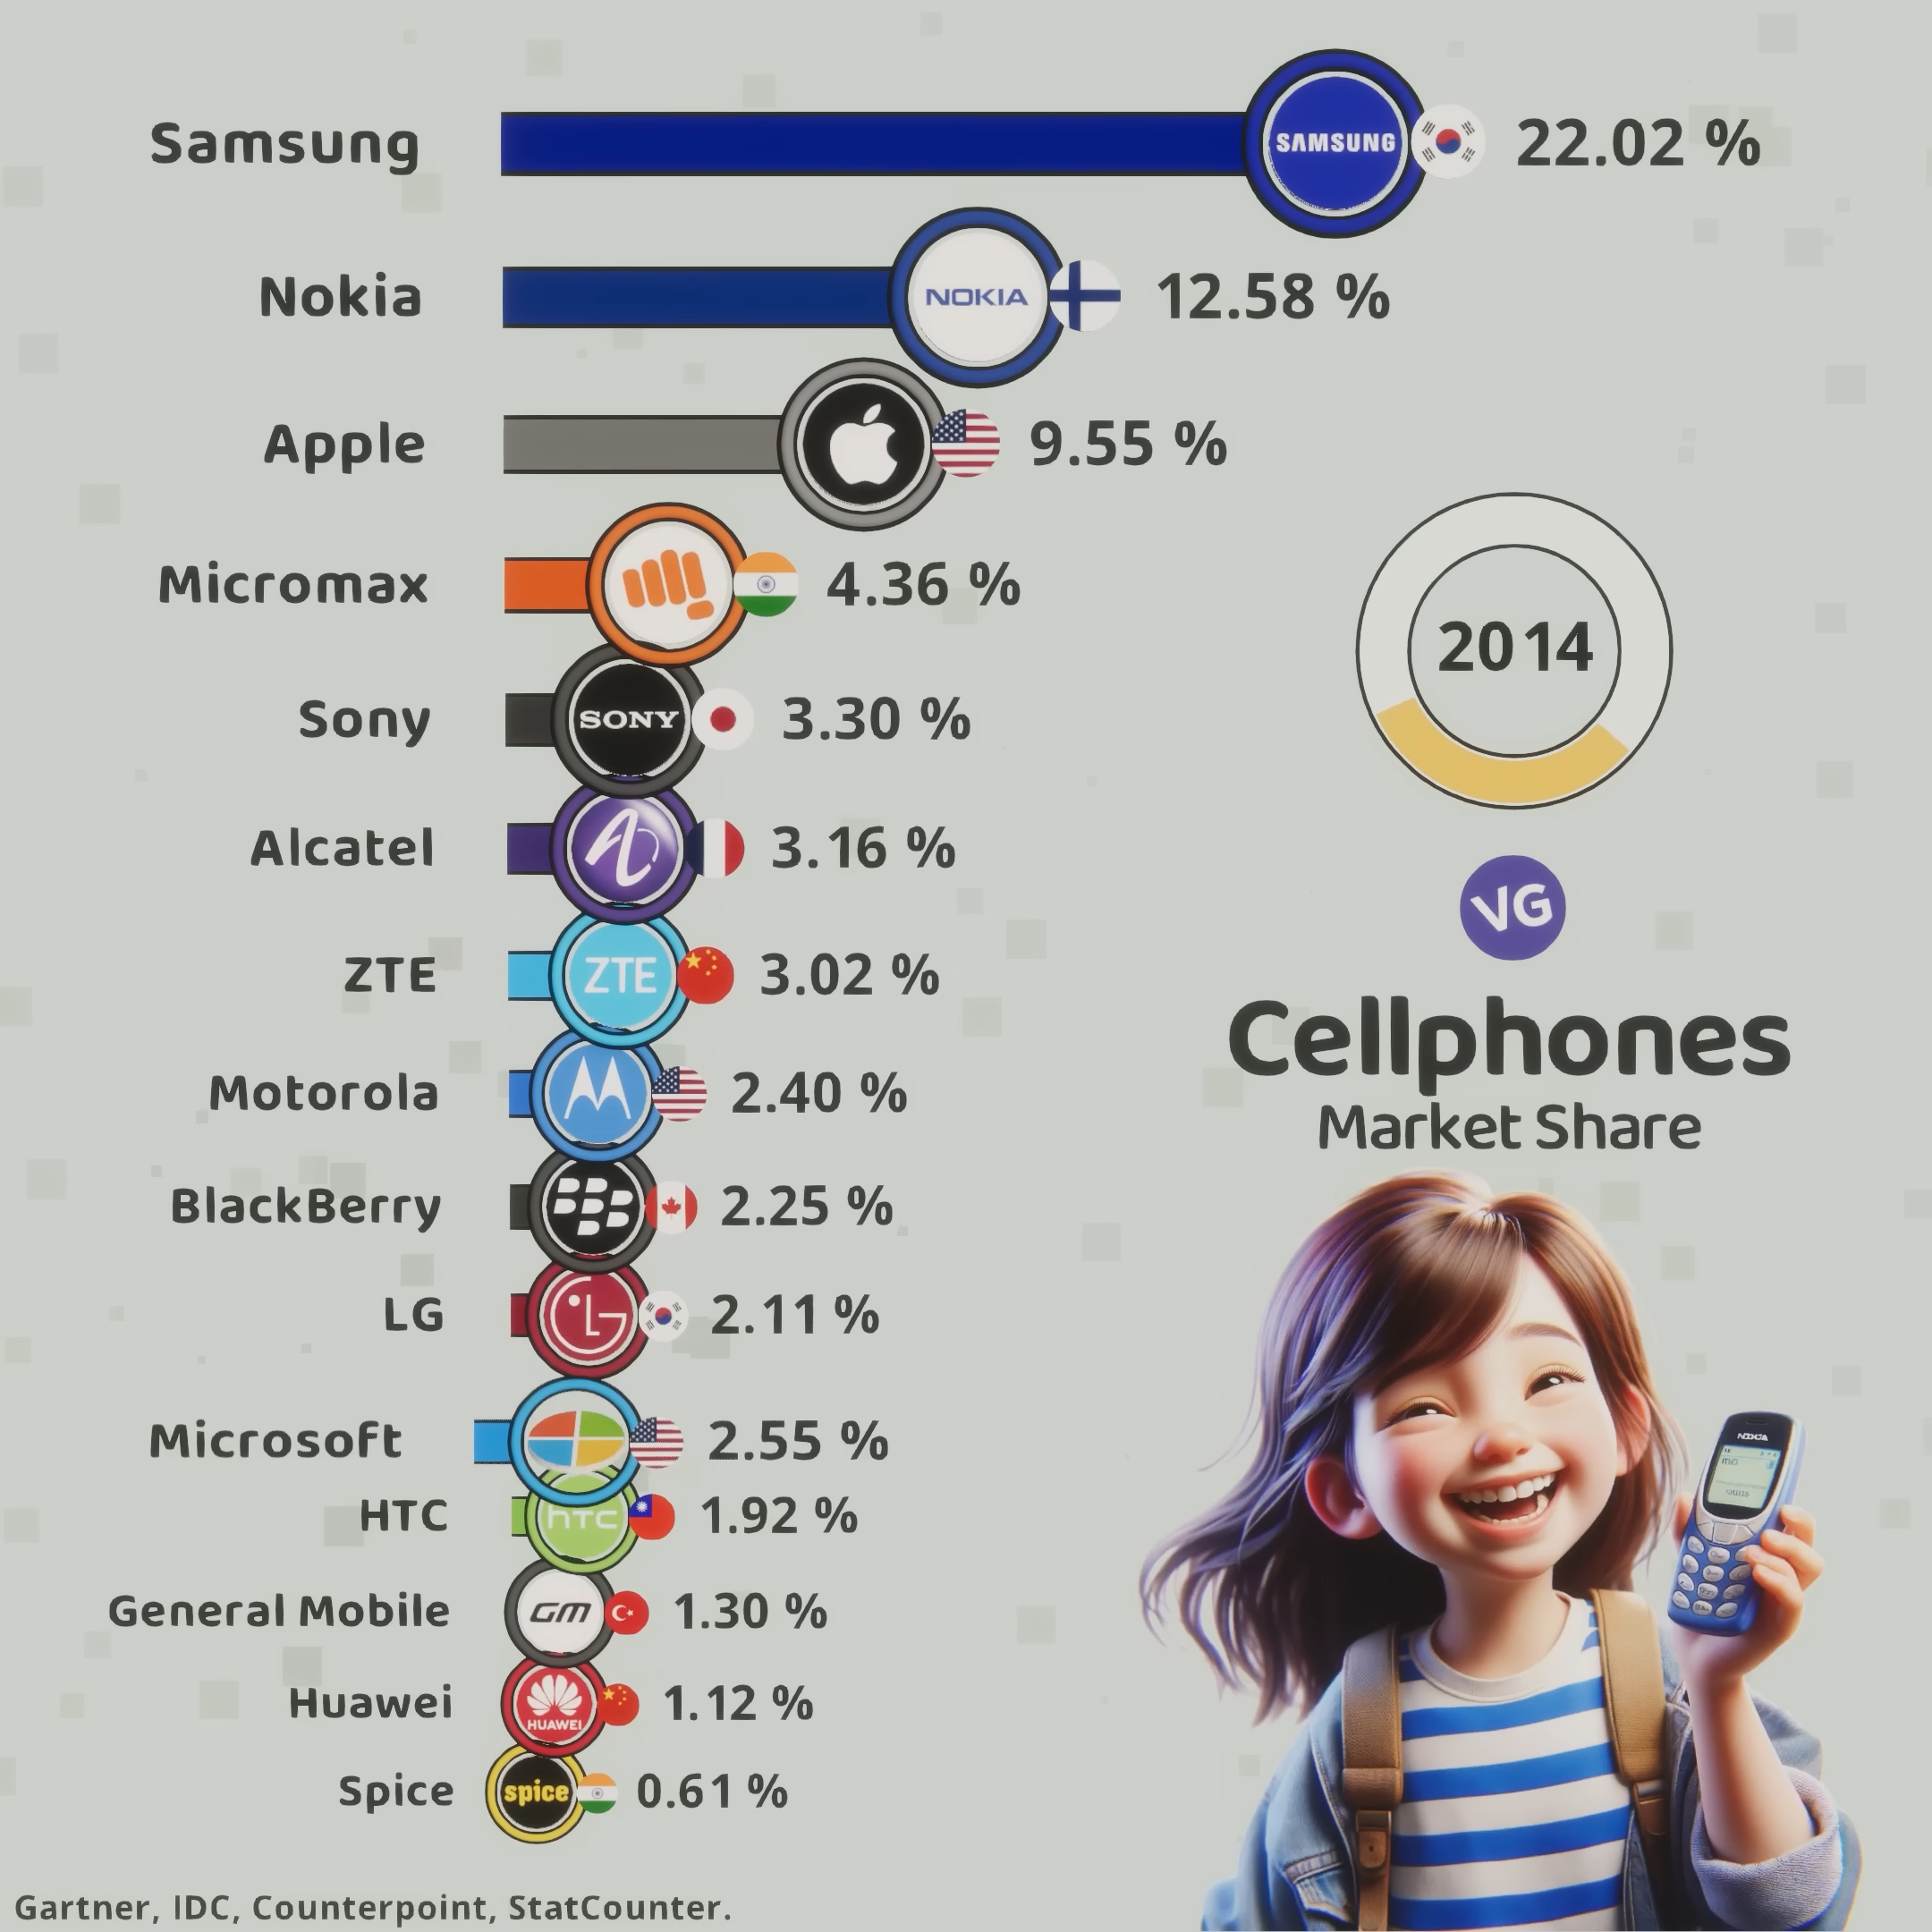 Samsung SAMSUNG 22.02 %
Nokia NOKIA 12.58 %
Apple 9.55 %
Micromax 4.36 %
Sony SONY 3.30 %
Alcatel 3.16 %
ZTE ZTE 3.02 %
Motorola 2.40 %
BlackBerry 2.25 %
LG LG 2.11 %
Microsoft 2.55 %
HTC hTC 1.92 %
General Mobile GM 1.30 %
Huawei HUAWEI 1.12 %
Spice spice 0.61 %
2014
VG
Cellphones
Market Share
Gartner, IDC, Counterpoint, StatCounter.